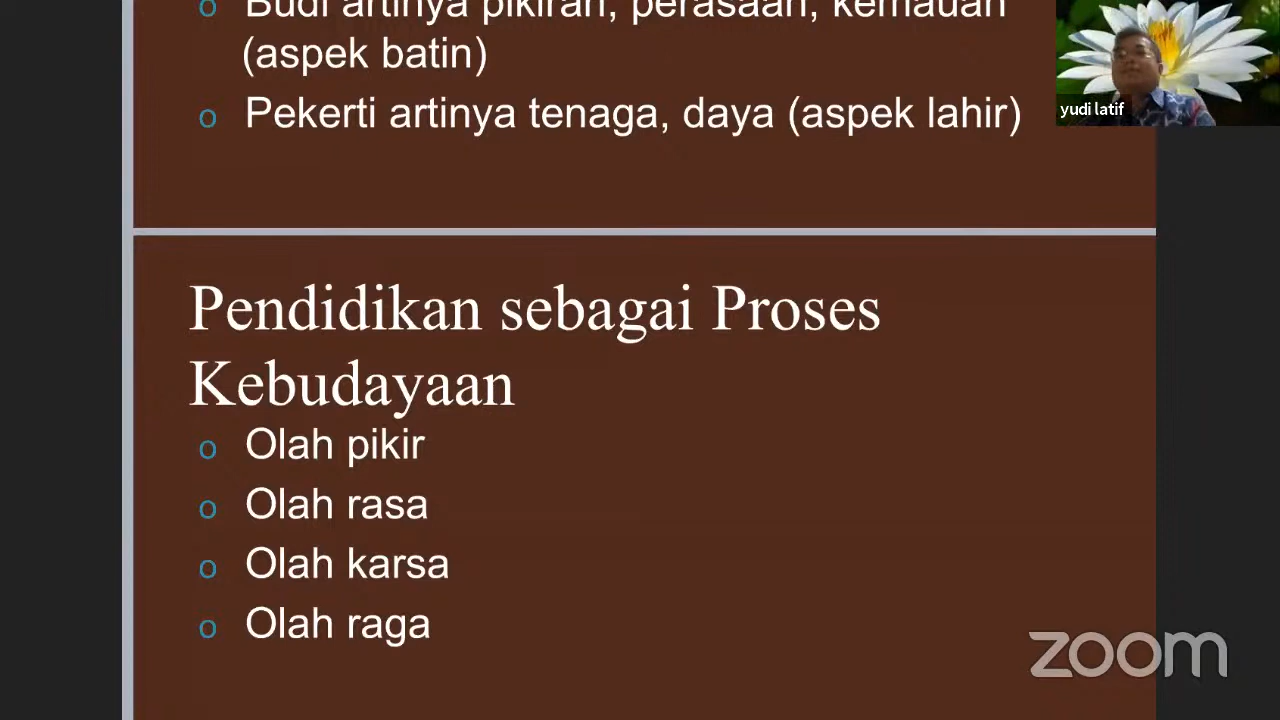 o Budi artinya pikiran, perasaan, kemauan
(aspek batin)
o Pekerti artinya tenaga, daya (aspek lahir)
yudi latif
Pendidikan sebagai Proses
Kebudayaan
o Olah pikir
o Olah rasa
o Olah karsa
o Olah raga
zoom